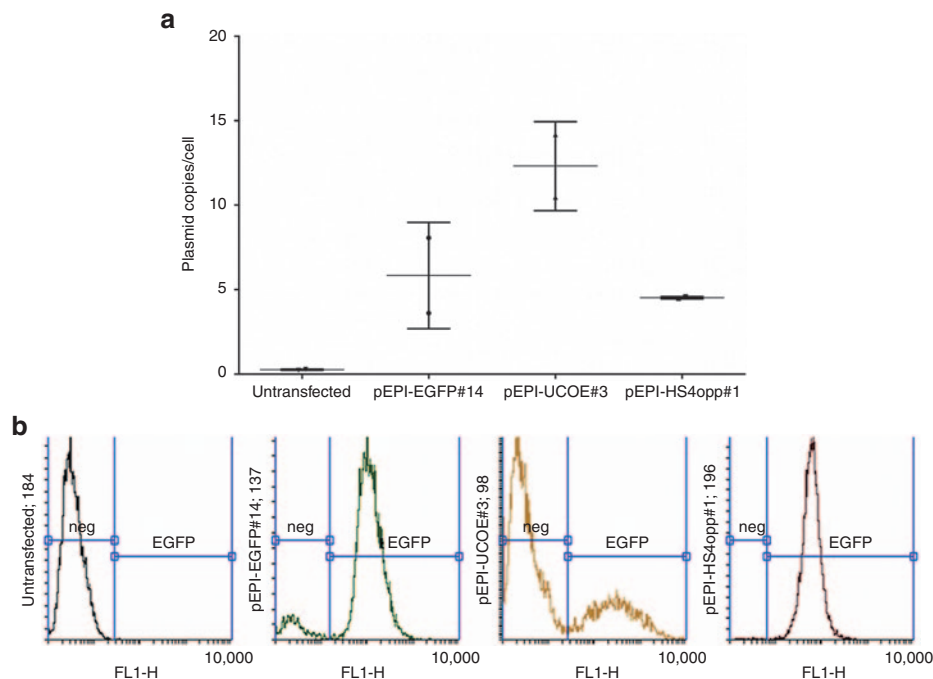 a
20
15
10
5
0
Plasmid copies/cell
Untransfected
pEPI-EGFP#14
pEPI-UCOE#3
pEPI-HS4opp#1
b
Untransfected; 184
neg
EGFP
10,000
FL1-H
pEPI-EGFP#14; 137
neg
EGFP
10,000
FL1-H
pEPI-UCOE#3; 98
neg
EGFP
10,000
FL1-H
pEPI-HS4opp#1; 196
neg
EGFP
10,000
FL1-H